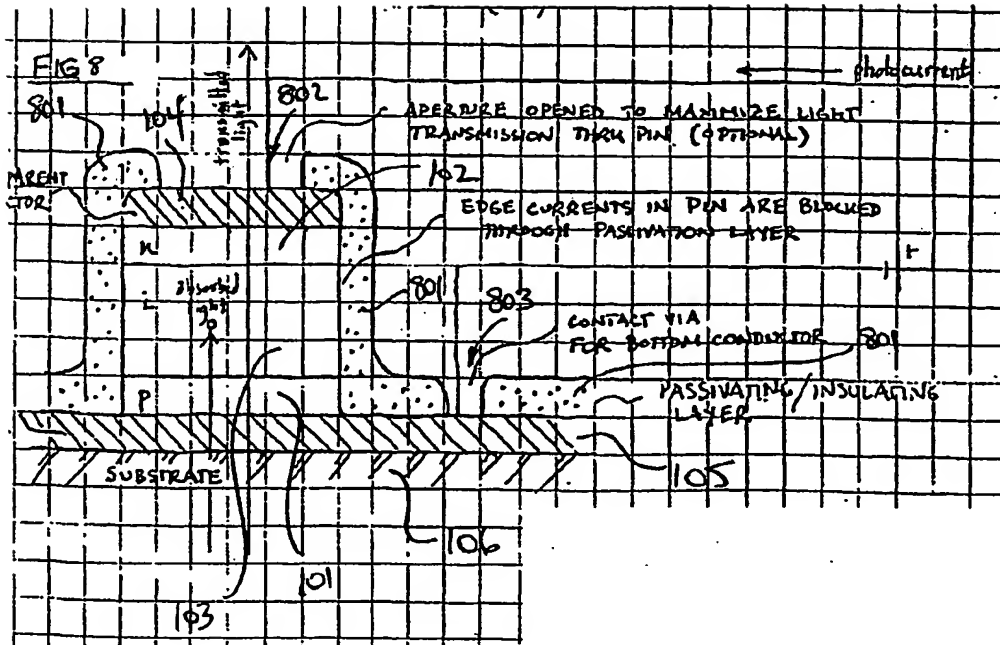 FIG 8
801
104
transmitted light
802
photocurrent
APERTURE OPENED TO MAXIMIZE LIGHT
TRANSMISSION THRU PIN (OPTIONAL)
102
EDGE CURRENTS IN PIN ARE BLOCKED
THROUGH PASSIVATION LAYER
n
i
absorbed light
801
803
CONTACT VIA
FOR BOTTOM CONDUCTOR
801
PASSIVATING/INSULATING
LAYER
P
SUBSTRATE
105
106
101
103